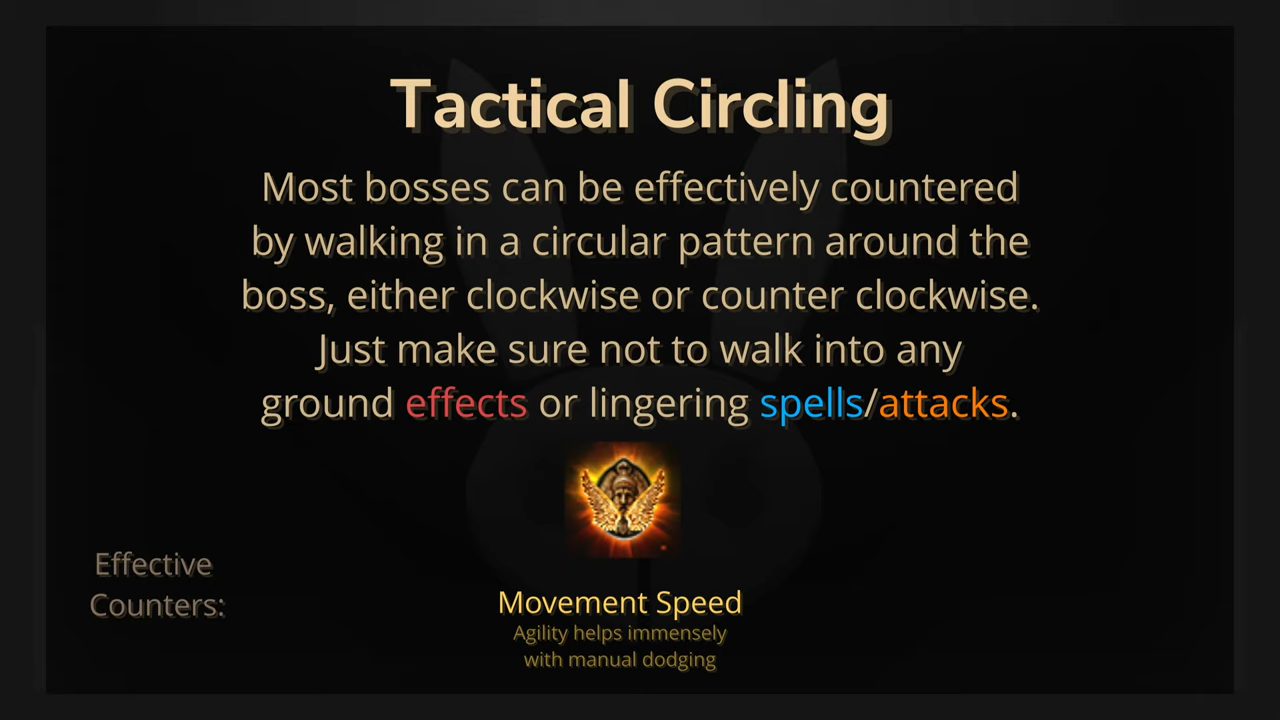 Tactical Circling
Most bosses can be effectively countered
by walking in a circular pattern around the
boss, either clockwise or counter clockwise.
Just make sure not to walk into any
ground effects or lingering spells/attacks.
Effective
Counters:
Movement Speed
Agility helps immensely
with manual dodging